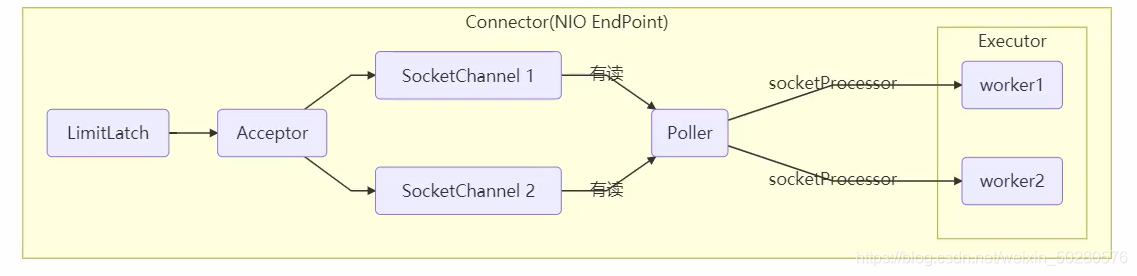 Connector(NIO EndPoint)
Executor
SocketChannel 1
有读
socketProcessor
worker1
LimitLatch
Acceptor
Poller
SocketChannel 2
有读
socketProcessor
worker2
https://blog.csdn.net/weixin_50280576